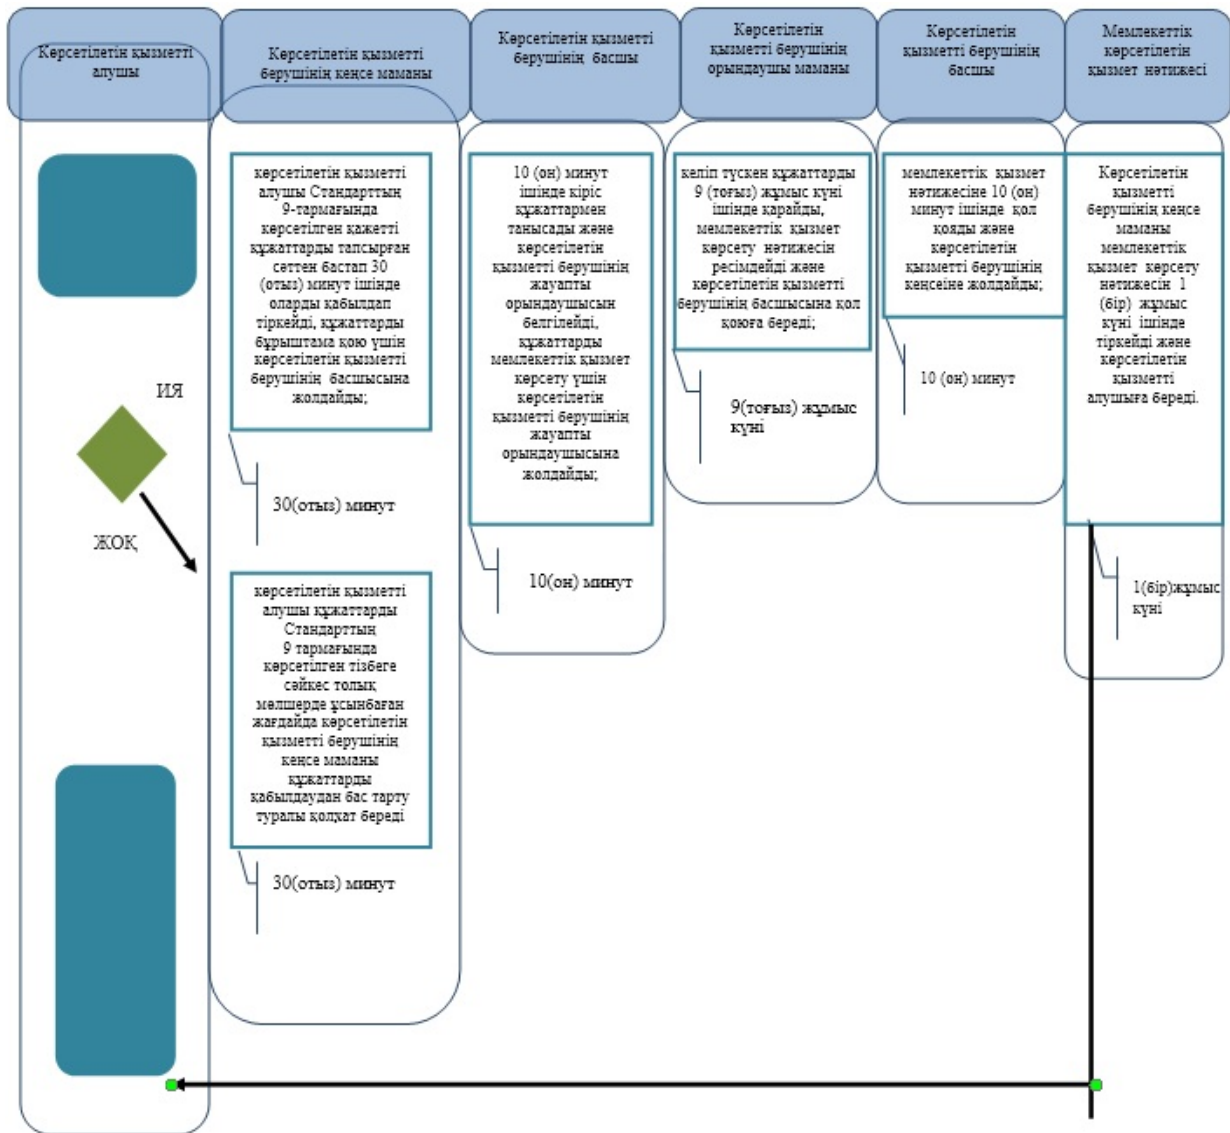 Көрсетілетін қызметті
алушы
Көрсетілетін қызметті
берушінің кеңсе маманы
Көрсетілетін қызметті
берушінің басшы
Көрсетілетін
қызметті берушінің
орындаушы маманы
Көрсетілетін
қызметті берушінің
басшы
Мемлекеттік
көрсетілетін
қызмет нәтижесі
ИЯ
ЖОҚ
көрсетілетін қызметті
алушы Стандарттың
9-тармағында
көрсетілген қажетті
құжаттарды тапсырған
сәттен бастап 30
(отыз) минут ішінде
оларды қабылдап
тіркейді, құжаттарды
бұрыштама қою үшін
көрсетілетін қызметті
берушінің басшысына
жолдайды;
30(отыз) минут
көрсетілетін қызметті
алушы құжаттарды
Стандарттың
9 тармағында
көрсетілген тізбеге
сәйкес толық
мөлшерде ұсынбаған
жағдайда көрсетілетін
қызметті берушінің
кеңсе маманы
құжаттарды
қабылдаудан бас тарту
туралы қолхат береді
30(отыз) минут
10 (он) минут
ішінде кіріс
құжаттармен
танысады және
көрсетілетін
қызметті берушінің
жауапты
орындаушысын
белгілейді,
құжаттарды
мемлекеттік қызмет
көрсету үшін
көрсетілетін
қызметті берушінің
жауапты
орындаушысына
жолдайды;
10(он) минут
келіп түскен құжаттарды
9 (тоғыз) жұмыс күні
ішінде қарайды,
мемлекеттік қызмет
көрсету нәтижесін
ресімдейді және
көрсетілетін қызметті
берушінің басшысына қол
қоюға береді;
9(тоғыз) жұмыс
күні
мемлекеттік қызмет
нәтижесіне 10 (он)
минут ішінде қол
қояды және
көрсетілетін
қызметті берушінің
кеңсеіне жолдайды;
10 (он) минут
Көрсетілетін
қызметті
берушінің кеңсе
маманы
мемлекеттік
қызмет көрсету
нәтижесін 1
(бір) жұмыс
күні ішінде
тіркейді және
көрсетілетін
қызметті
алушыға береді.
1(бір)жұмыс
күні